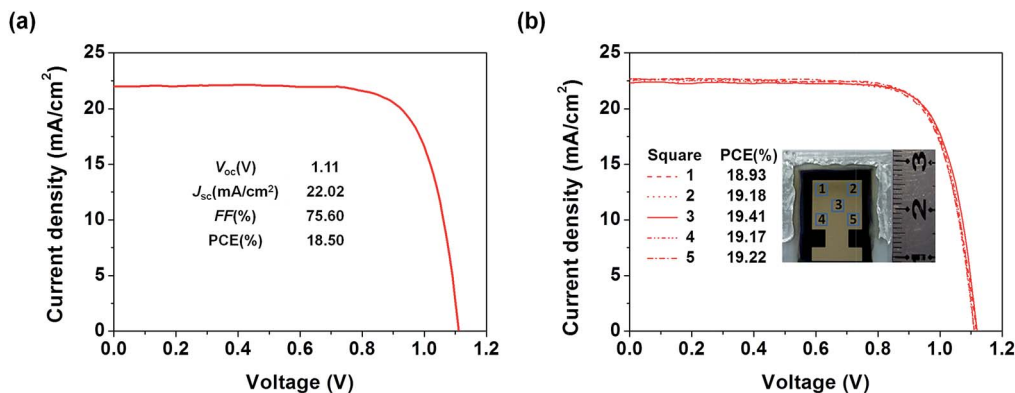 (a)
25
20
15
10
5
0
Current density (mA/cm²)
Voc(V) 1.11
Jsc(mA/cm²) 22.02
FF(%) 75.60
PCE(%) 18.50
0.0 0.2 0.4 0.6 0.8 1.0 1.2
Voltage (V)
(b)
25
20
15
10
5
0
Current density (mA/cm²)
Square PCE(%)
1 18.93
2 19.18
3 19.41
4 19.17
5 19.22
1 2
3
4 5
3
2
1
0.0 0.2 0.4 0.6 0.8 1.0 1.2
Voltage (V)